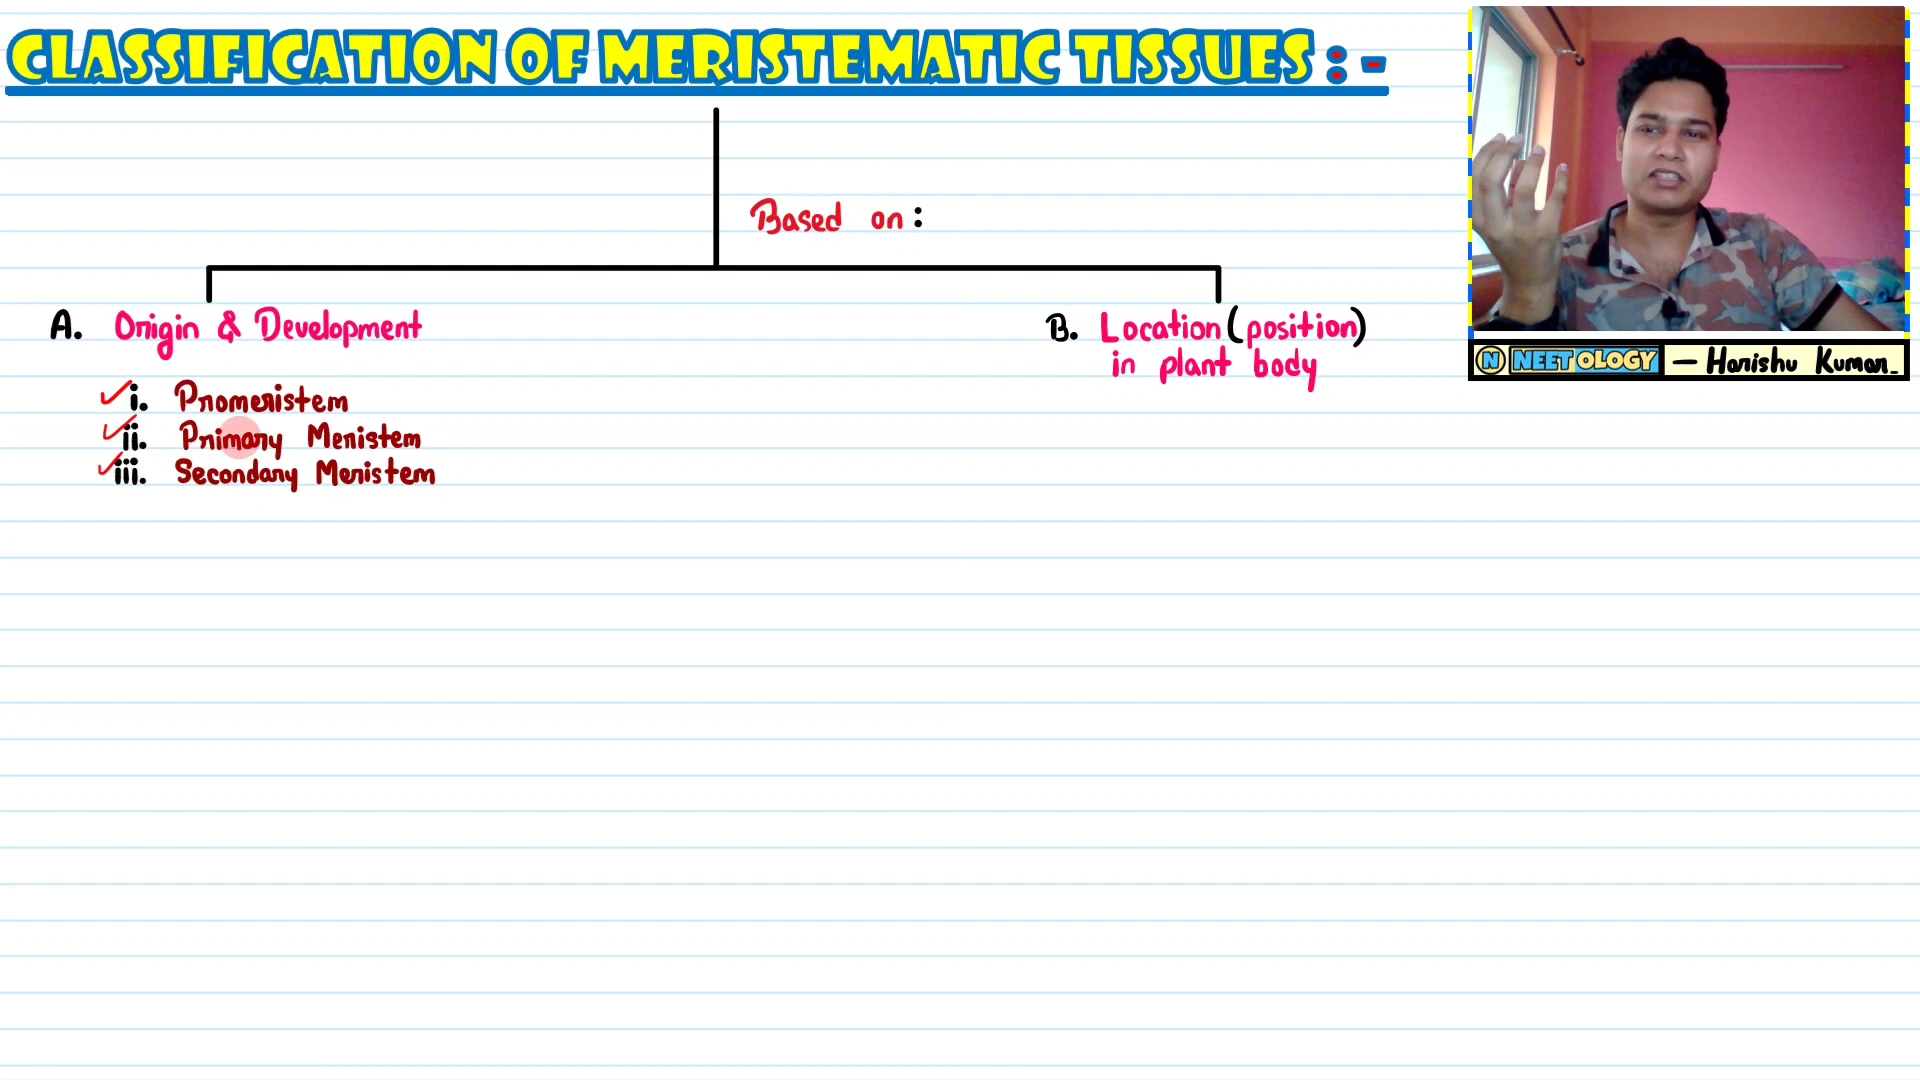 CLASSIFICATION OF MERISTEMATIC TISSUES :-
Based on :
A. Origin & Development
B. Location (position)
in plant body
i. Promeristem
ii. Primary Meristem
iii. Secondary Meristem
N NEETOLOGY — Harishu Kumar_